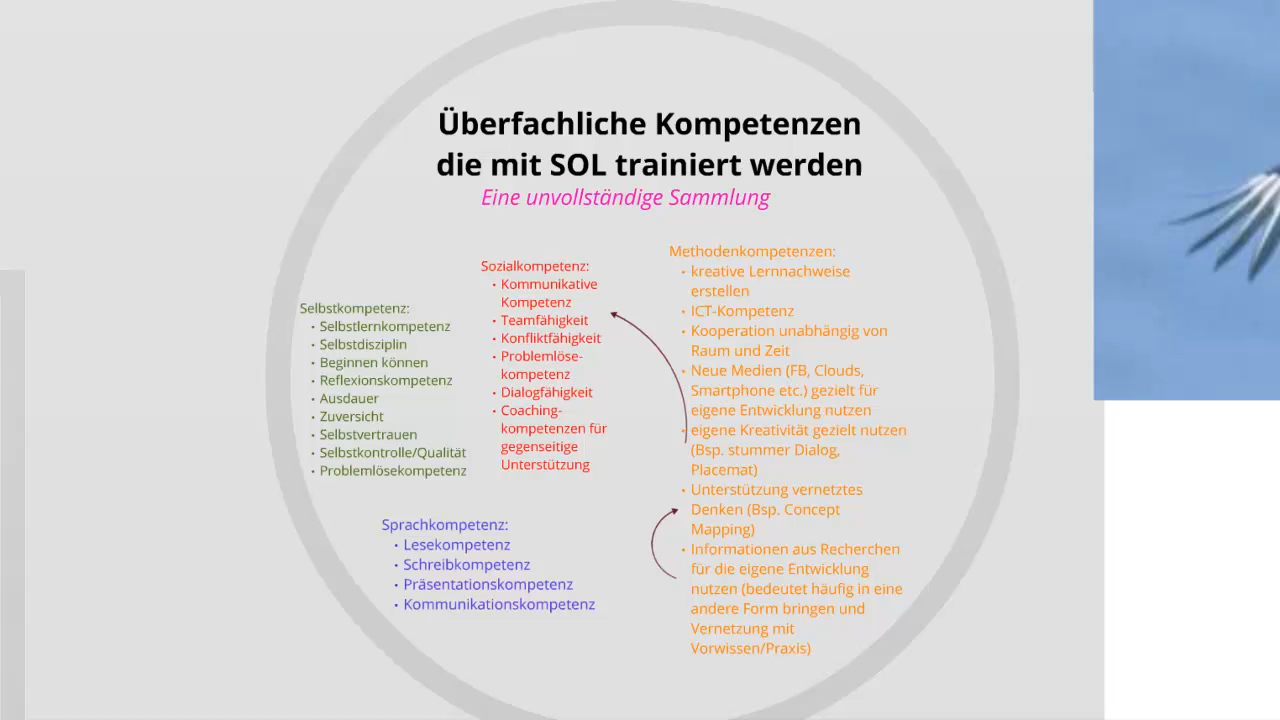 Überfachliche Kompetenzen
die mit SOL trainiert werden
Eine unvollständige Sammlung
Selbstkompetenz:
• Selbstlernkompetenz
• Selbstdisziplin
• Beginnen können
• Reflexionskompetenz
• Ausdauer
• Zuversicht
• Selbstvertrauen
• Selbstkontrolle/Qualität
• Problemlösekompetenz
Sozialkompetenz:
• Kommunikative
Kompetenz
• Teamfähigkeit
• Konfliktfähigkeit
• Problemlöse-
kompetenz
• Dialogfähigkeit
• Coaching-
kompetenzen für
gegenseitige
Unterstützung
Methodenkompetenzen:
• kreative Lernnachweise
erstellen
• ICT-Kompetenz
• Kooperation unabhängig von
Raum und Zeit
• Neue Medien (FB, Clouds,
Smartphone etc.) gezielt für
eigene Entwicklung nutzen
• eigene Kreativität gezielt nutzen
(Bsp. stummer Dialog,
Placemat)
• Unterstützung vernetztes
Denken (Bsp. Concept
Mapping)
• Informationen aus Recherchen
für die eigene Entwicklung
nutzen (bedeutet häufig in eine
andere Form bringen und
Vernetzung mit
Vorwissen/Praxis)
Sprachkompetenz:
• Lesekompetenz
• Schreibkompetenz
• Präsentationskompetenz
• Kommunikationskompetenz